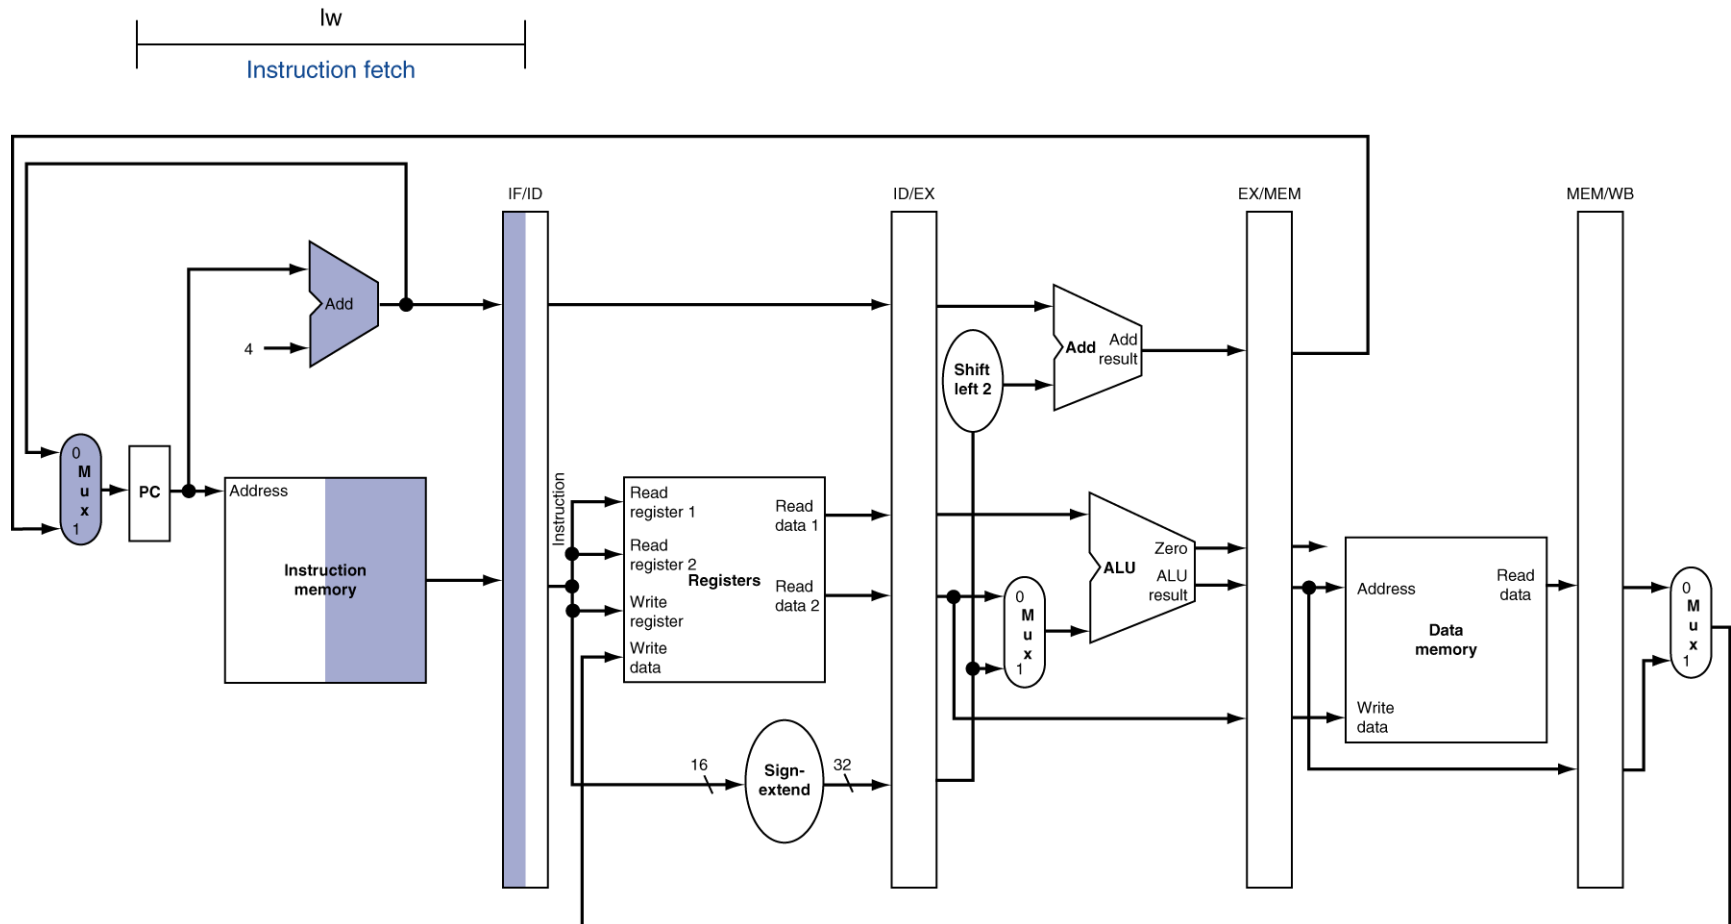 lw
Instruction fetch
IF/ID
ID/EX
EX/MEM
MEM/WB
Add
4
Add
Add
result
Shift
left 2
0
M
u
x
1
PC
Address
Instruction
memory
Instruction
Read
register 1
Read
register 2
Write
register
Write
data
Registers
Read
data 1
Read
data 2
0
M
u
x
1
Zero
ALU
ALU
result
Address
Read
data
Data
memory
Write
data
0
M
u
x
1
16
Sign-
extend
32